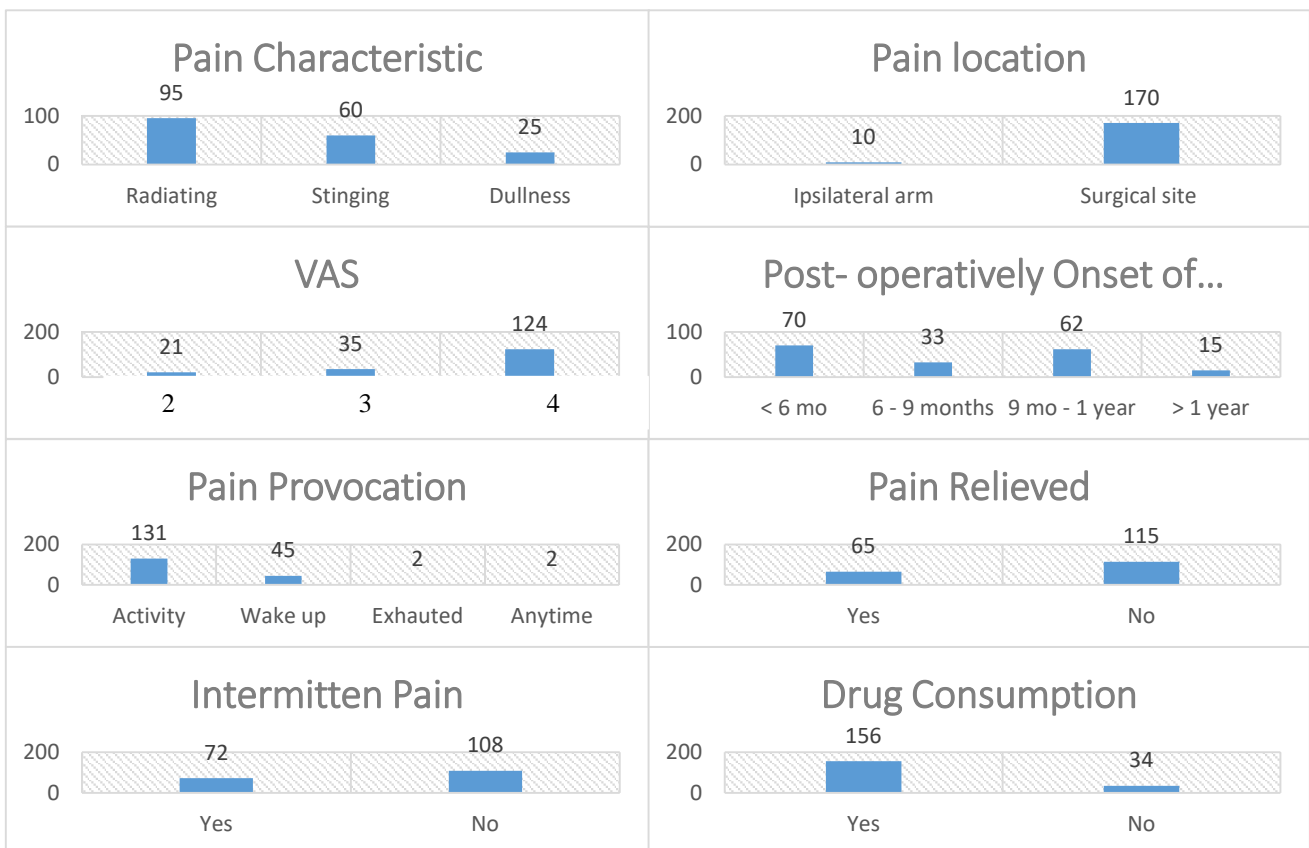 Pain Characteristic
95
60
25
100
0
Radiating Stinging Dullness
Pain location
10
170
200
0
Ipsilateral arm Surgical site
VAS
21
35
124
200
0
2 3 4
Post- operatively Onset of...
70
33
62
15
100
0
< 6 mo 6 - 9 months 9 mo - 1 year > 1 year
Pain Provocation
131
45
2
2
200
0
Activity Wake up Exhauted Anytime
Pain Relieved
65
115
200
0
Yes No
Intermitten Pain
72
108
200
0
Yes No
Drug Consumption
156
34
200
0
Yes No